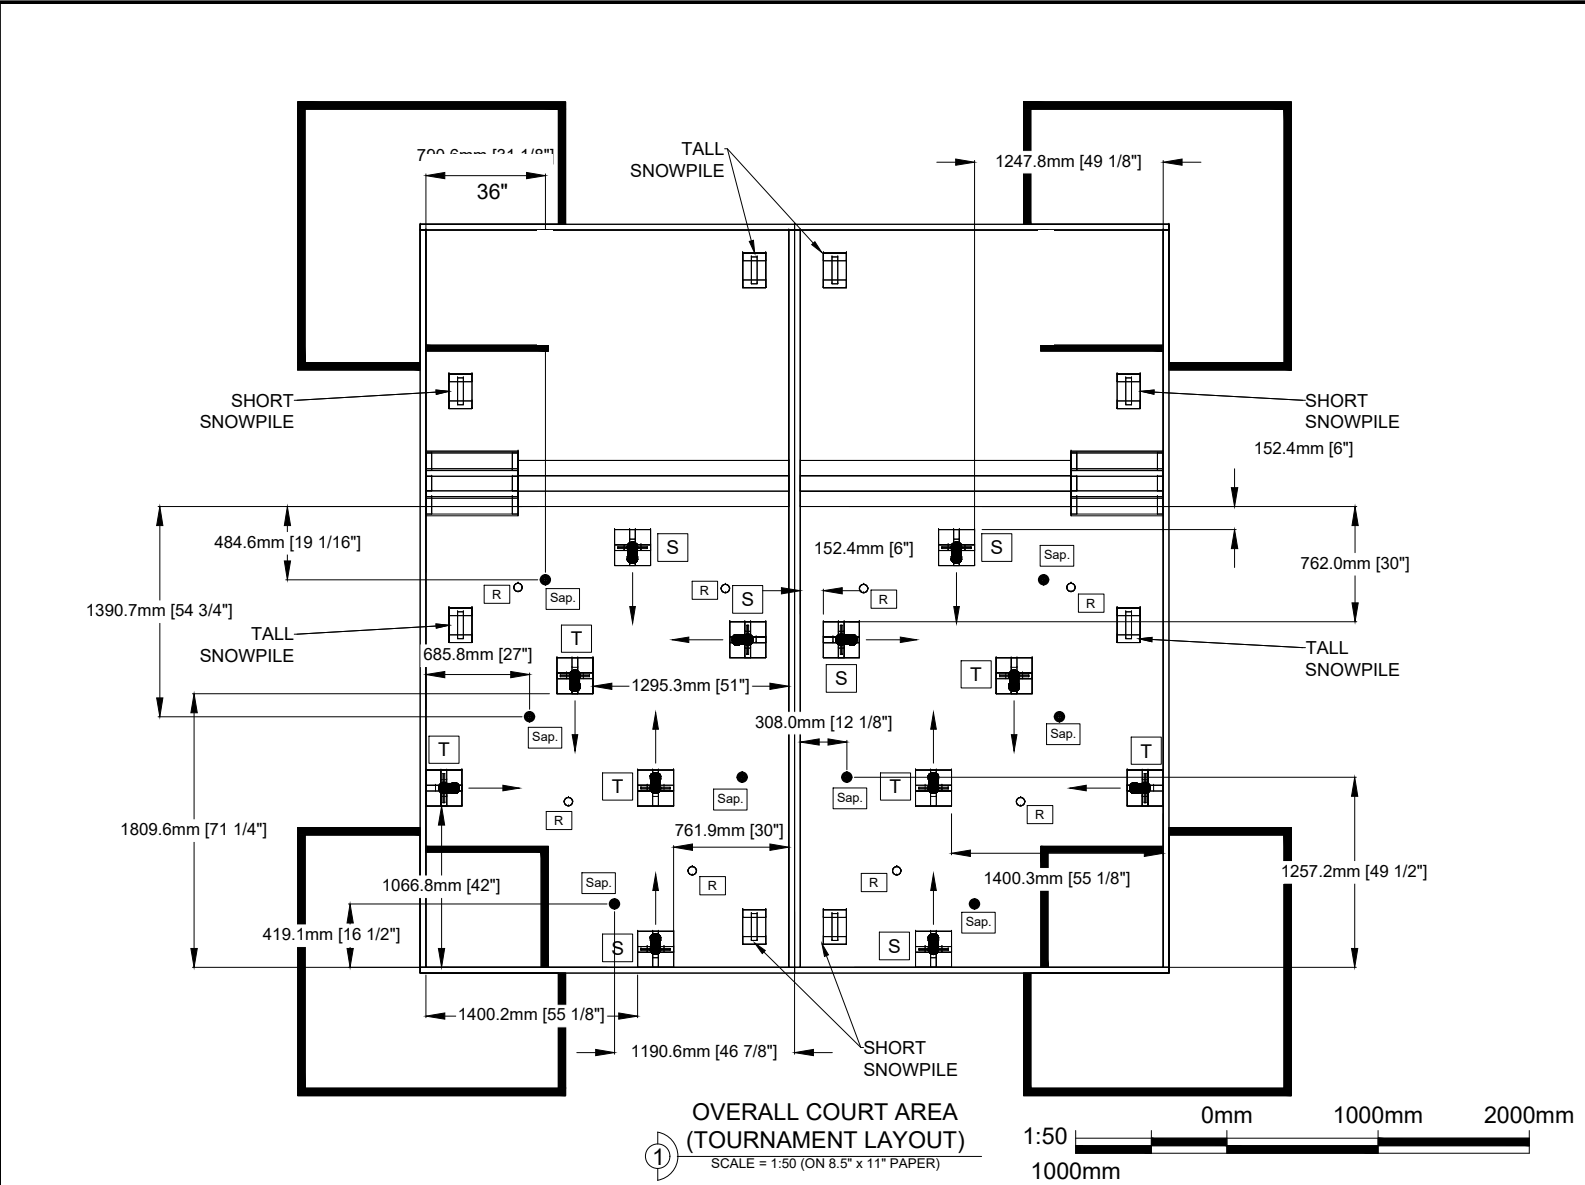 TALL
SNOWPILE
1247.8mm [49 1/8"]
790.6mm [31 1/8"]
36"
SHORT
SNOWPILE
SHORT
SNOWPILE
152.4mm [6"]
484.6mm [19 1/16"]
S
152.4mm [6"]
S
Sap.
762.0mm [30"]
R
Sap.
R
S
R
R
1390.7mm [54 3/4"]
TALL
SNOWPILE
T
685.8mm [27"]
S
T
TALL
SNOWPILE
1295.3mm [51"]
308.0mm [12 1/8"]
Sap.
Sap.
T
T
T
T
Sap.
Sap.
R
R
1809.6mm [71 1/4"]
761.9mm [30"]
1066.8mm [42"]
Sap.
R
R
1400.3mm [55 1/8"]
1257.2mm [49 1/2"]
419.1mm [16 1/2"]
S
S
Sap.
1400.2mm [55 1/8"]
1190.6mm [46 7/8"]
SHORT
SNOWPILE
OVERALL COURT AREA
(TOURNAMENT LAYOUT)
1
SCALE = 1:50 (ON 8.5" x 11" PAPER)
0mm
1000mm
2000mm
1:50
1000mm